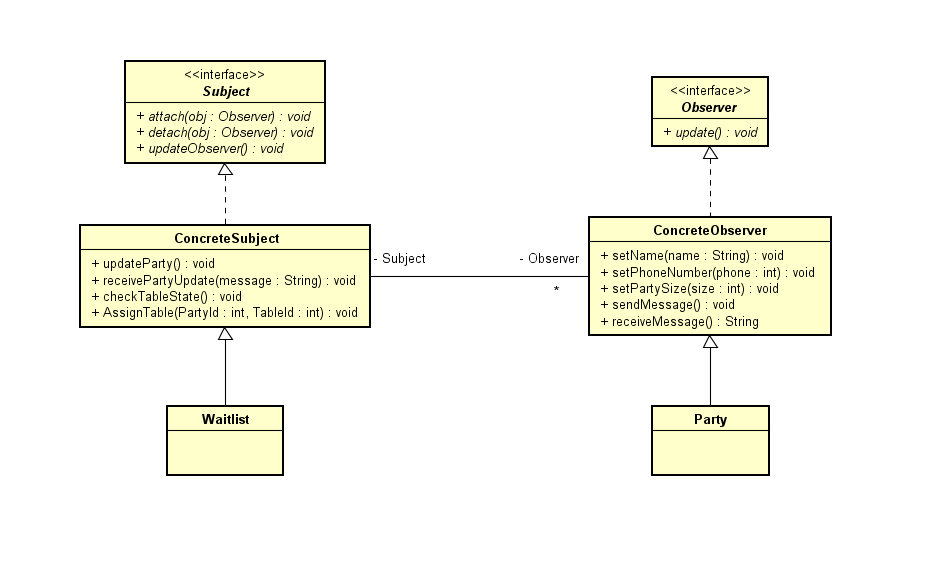 <<interface>>
Subject
+ attach(obj : Observer) : void
+ detach(obj : Observer) : void
+ updateObserver() : void
<<interface>>
Observer
+ update() : void
ConcreteSubject
+ updateParty() : void
+ receivePartyUpdate(message : String) : void
+ checkTableState() : void
+ AssignTable(PartyId : int, TableId : int) : void
- Subject
- Observer
*
ConcreteObserver
+ setName(name : String) : void
+ setPhoneNumber(phone : int) : void
+ setPartySize(size : int) : void
+ sendMessage() : void
+ receiveMessage() : String
Waitlist
Party